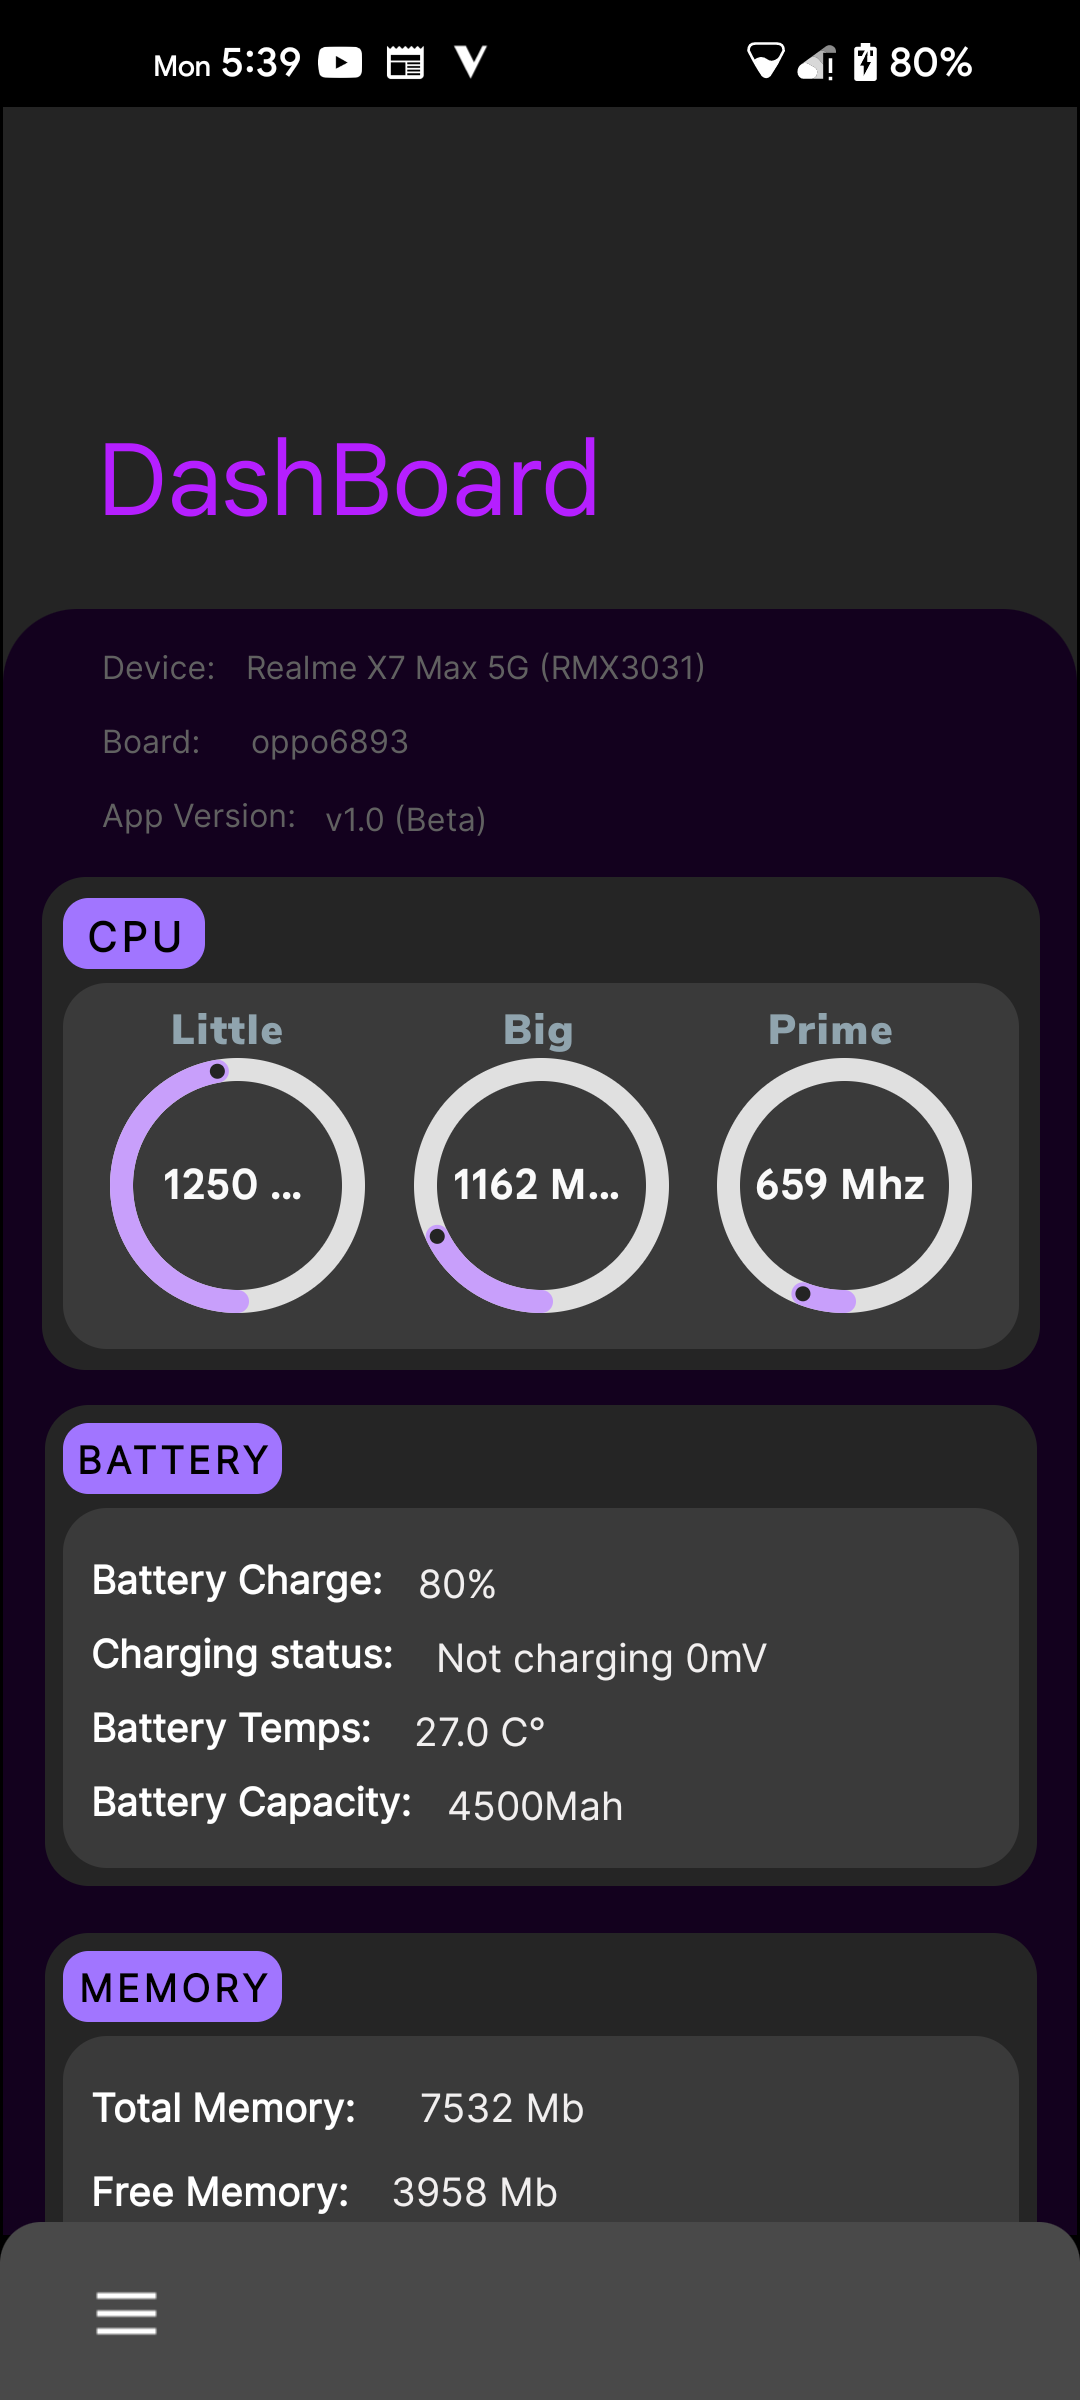 Mon 5:39 80%
DashBoard
Device: Realme X7 Max 5G (RMX3031)
Board: oppo6893
App Version: v1.0 (Beta)
CPU
Little Big Prime
1250 ... 1162 M... 659 Mhz
BATTERY
Battery Charge: 80%
Charging status: Not charging 0mV
Battery Temps: 27.0 C°
Battery Capacity: 4500Mah
MEMORY
Total Memory: 7532 Mb
Free Memory: 3958 Mb